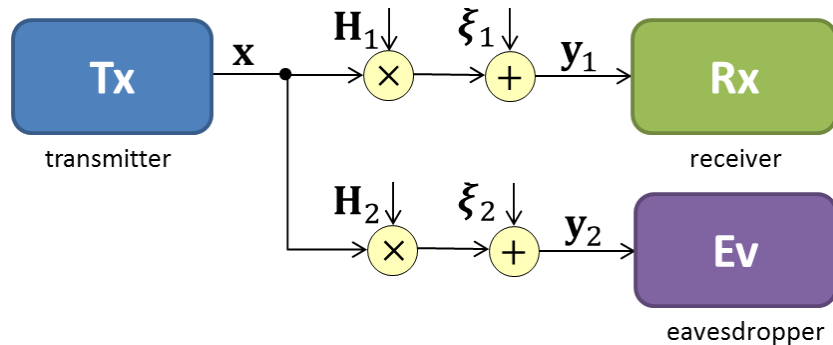 H₁ ξ₁
Tx x × + y₁ Rx
transmitter receiver
H₂ ξ₂
× + y₂ Ev
eavesdropper